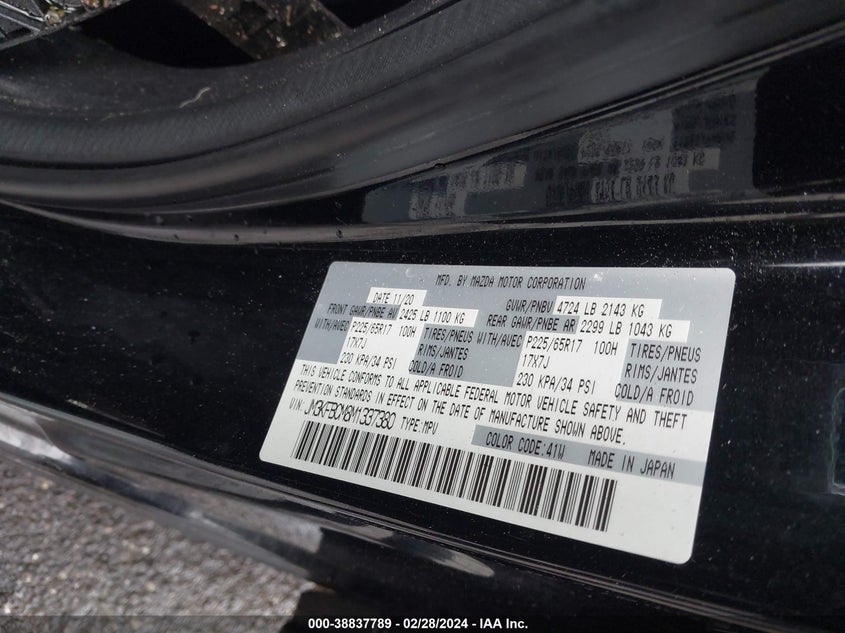 MFD. BY MAZDA MOTOR CORPORATION
DATE 11/20 GVWR/PNBV 4724 LB 2143 KG
FRONT GAWR/PNBE AV 2425 LB 1100 KG REAR GAWR/PNBE AR 2299 LB 1043 KG
WITH/AVEC P225/65R17 100H TIRES/PNEUS WITH/AVEC P225/65R17 100H TIRES/PNEUS
17X7J RIMS/JANTES 17X7J RIMS/JANTES
230 KPA/34 PSI COLD/A FROID 230 KPA/34 PSI COLD/A FROID
THIS VEHICLE CONFORMS TO ALL APPLICABLE FEDERAL MOTOR VEHICLE SAFETY AND THEFT
PREVENTION STANDARDS IN EFFECT ON THE DATE OF MANUFACTURE SHOWN ABOVE.
VIN: JM3KFBCM8M1337380 TYPE:MPV
COLOR CODE:41W MADE IN JAPAN
000-38837789 - 02/28/2024 - IAA Inc.